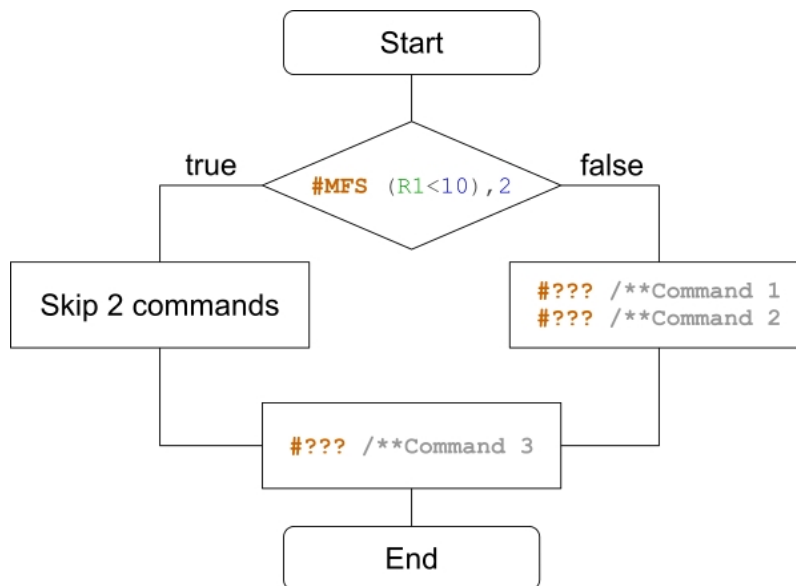 Start
true
false
#MFS (R1<10),2
Skip 2 commands
#??? /**Command 1
#??? /**Command 2
#??? /**Command 3
End